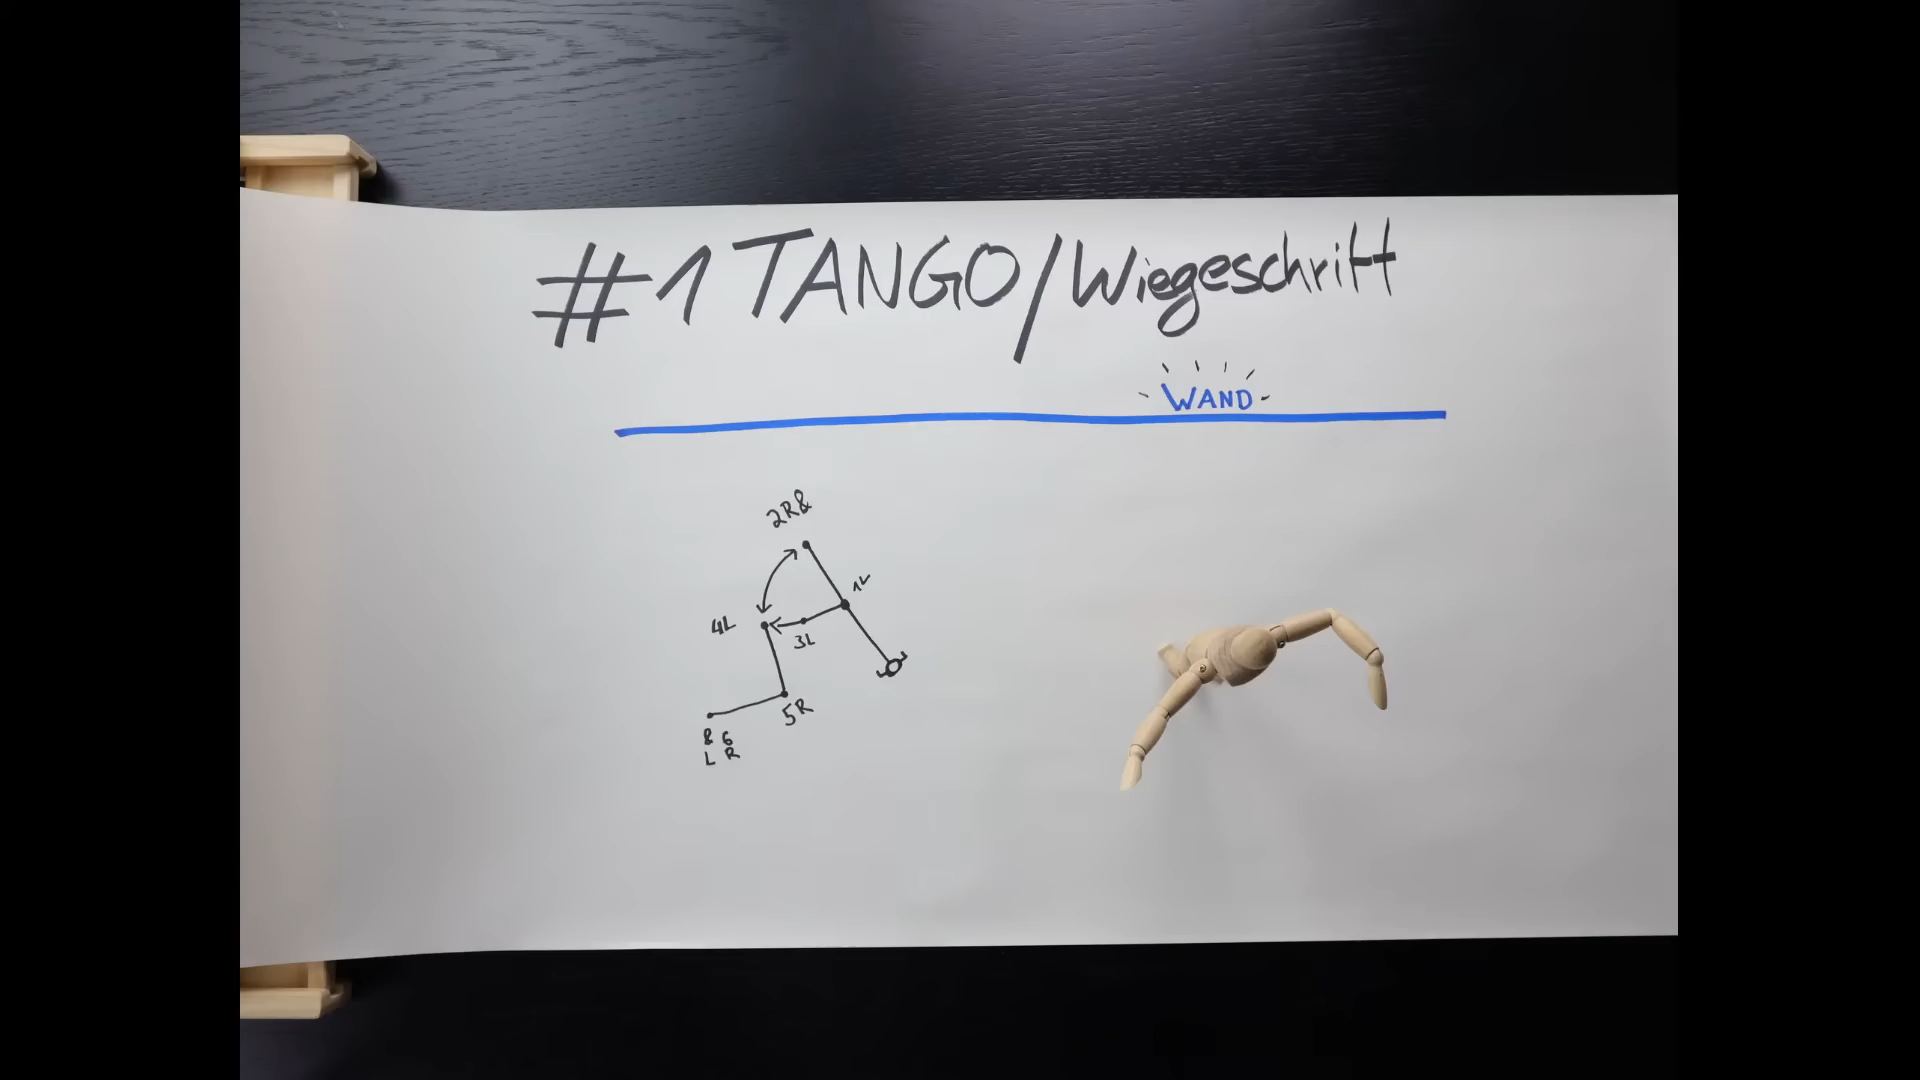 #1 TANGO/Wiegeschritt
WAND
2R&
1L
4L
3L
5R
& 6
L R